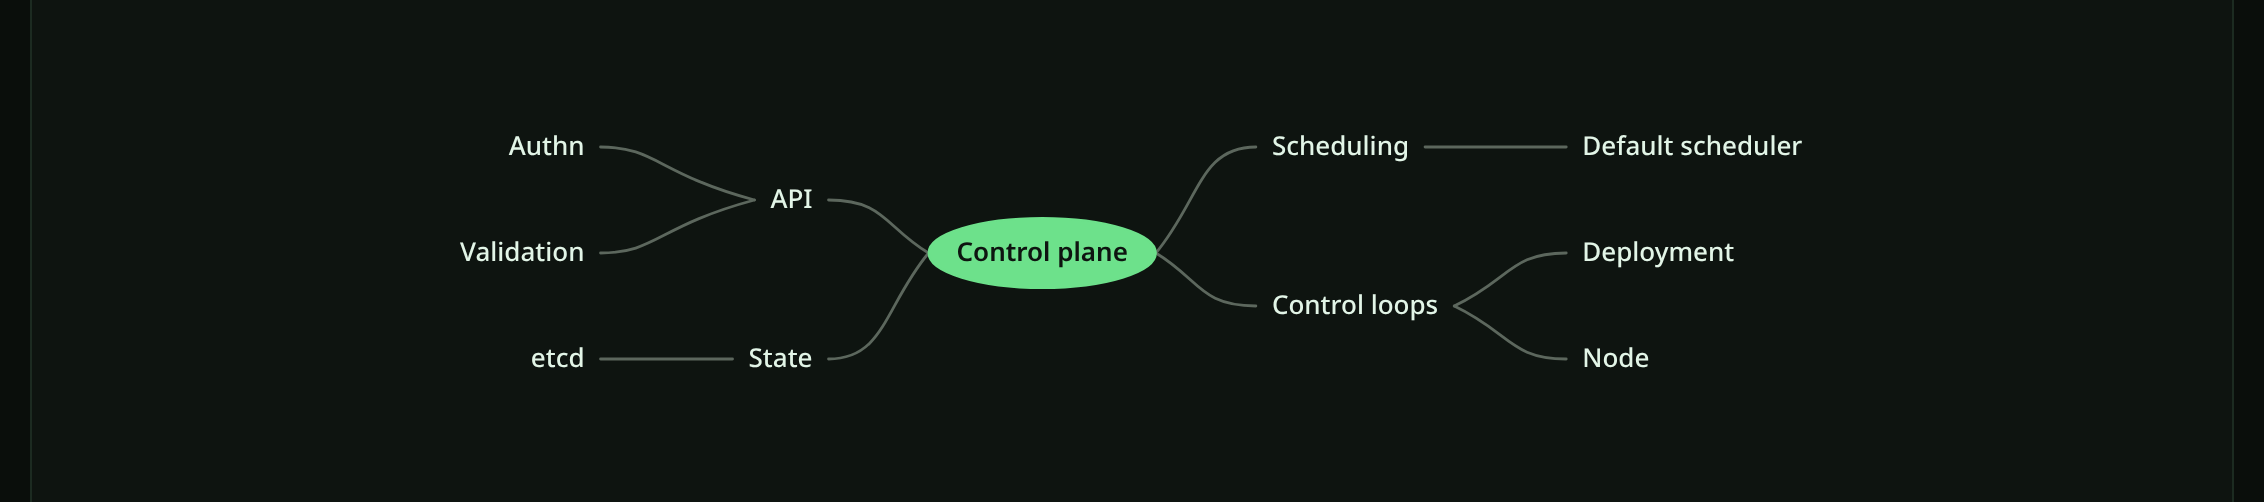 Authn
Validation
API
etcd
State
Control plane
Scheduling
Default scheduler
Control loops
Deployment
Node